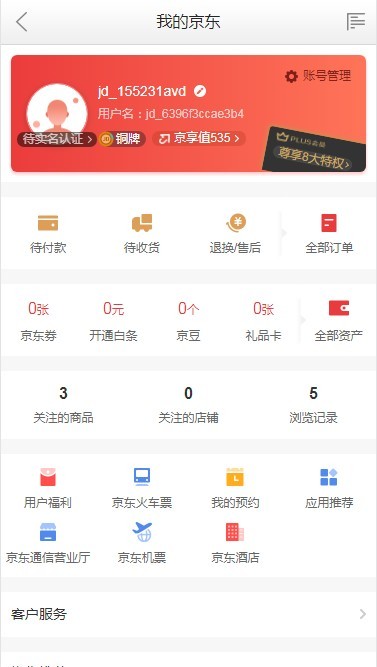 我的京东
账号管理
jd_155231avd
用户名：jd_6396f3ccae3b4
待实名认证 铜牌 京享值535
PLUS会员
尊享8大特权
待付款 待收货 退换/售后 全部订单
0张 0元 0个 0张
京东券 开通白条 京豆 礼品卡 全部资产
3 0 5
关注的商品 关注的店铺 浏览记录
用户福利 京东火车票 我的预约 应用推荐
京东通信营业厅 京东机票 京东酒店
客户服务